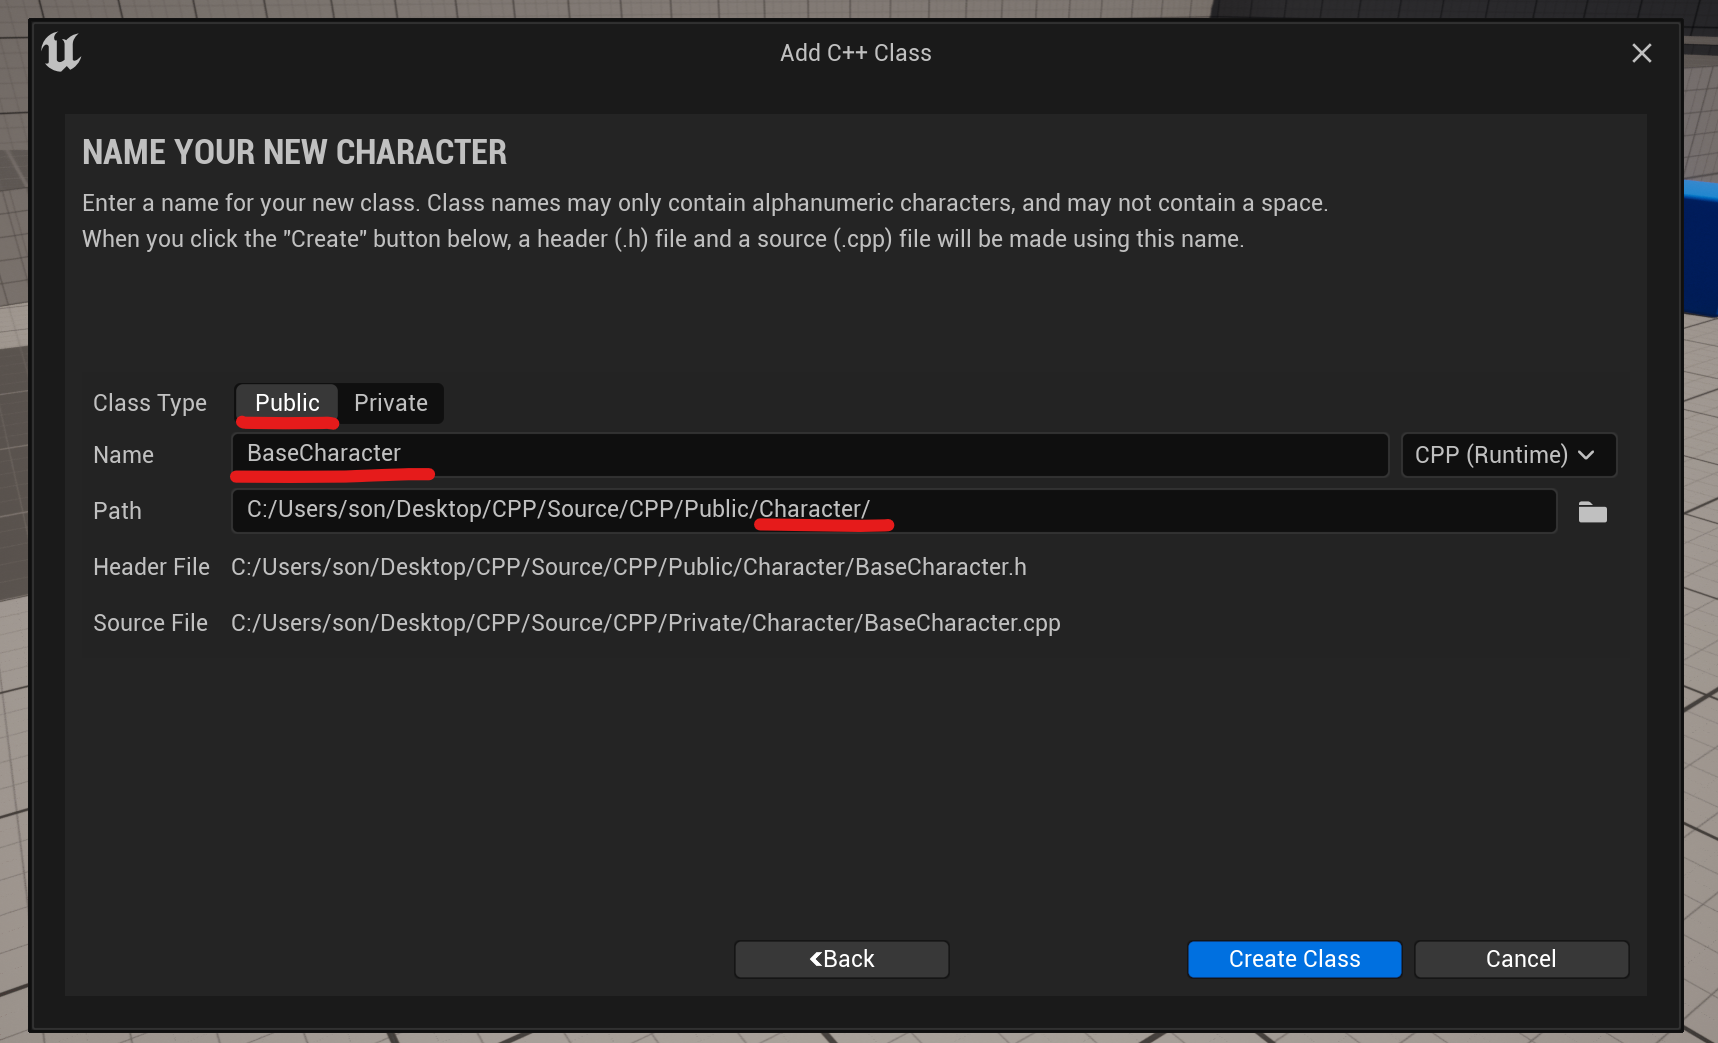 Add C++ Class
NAME YOUR NEW CHARACTER
Enter a name for your new class. Class names may only contain alphanumeric characters, and may not contain a space.
When you click the "Create" button below, a header (.h) file and a source (.cpp) file will be made using this name.
Class Type Public Private
Name BaseCharacter CPP (Runtime)
Path C:/Users/son/Desktop/CPP/Source/CPP/Public/Character/
Header File C:/Users/son/Desktop/CPP/Source/CPP/Public/Character/BaseCharacter.h
Source File C:/Users/son/Desktop/CPP/Source/CPP/Private/Character/BaseCharacter.cpp
<Back Create Class Cancel